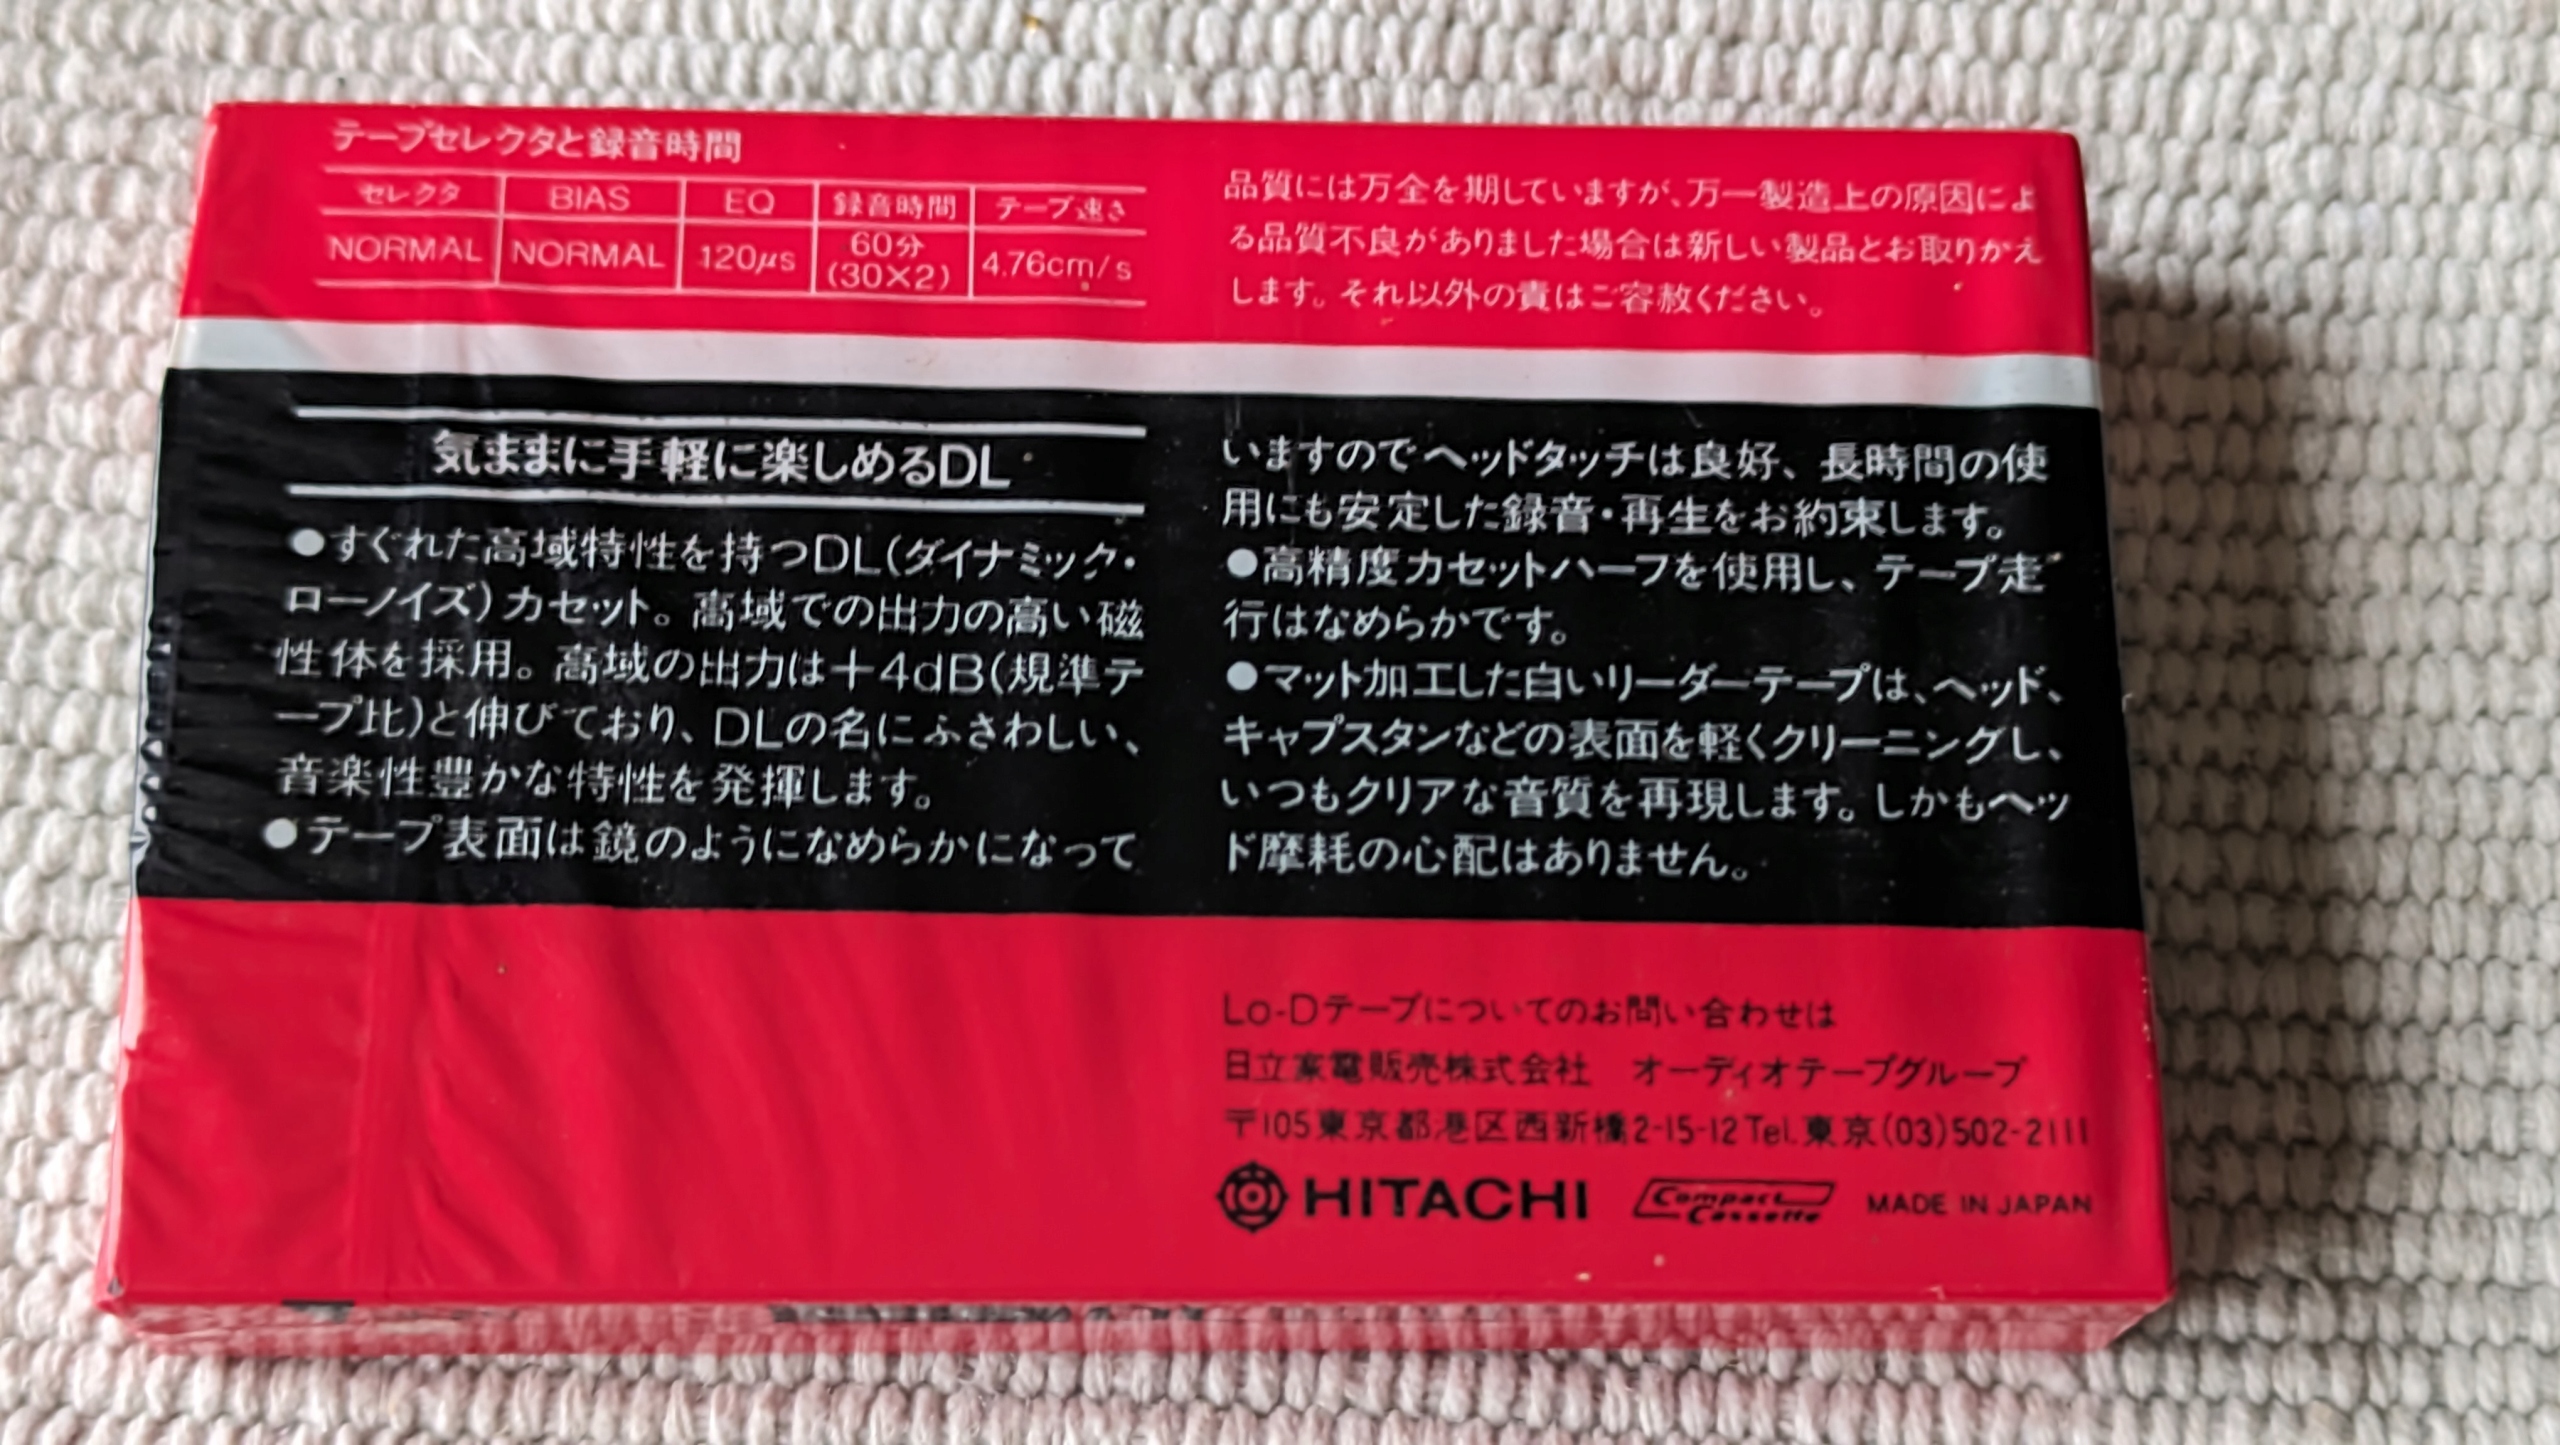 テープセレクタと録音時間
セレクタ BIAS EQ 録音時間 テープ速さ
NORMAL NORMAL 120μs 60分 (30×2) 4.76cm/s
品質には万全を期していますが、万一製造上の原因によ
る品質不良がありました場合は新しい製品とお取りかえ
します。それ以外の責はご容赦ください。
気ままに手軽に楽しめるDL
●すぐれた高域特性を持つDL(ダイナミック・
ローノイズ)カセット。高域での出力の高い磁
性体を採用。高域の出力は+4dB(規準テ
ープ比)と伸びており、DLの名にふさわしい、
音楽性豊かな特性を発揮します。
●テープ表面は鏡のようになめらかになって
いますのでヘッドタッチは良好、長時間の使
用にも安定した録音・再生をお約束します。
●高精度カセットハーフを使用し、テープ走
行はなめらかです。
●マット加工した白いリーダーテープは、ヘッド、
キャプスタンなどの表面を軽くクリーニングし、
いつもクリアな音質を再現します。しかもヘッ
ド摩耗の心配はありません。
Lo-Dテープについてのお問い合わせは
日立家電販売株式会社 オーディオテープグループ
〒105東京都港区西新橋2-15-12 Tel.東京(03)502-2111
HITACHI Compact Cassette MADE IN JAPAN